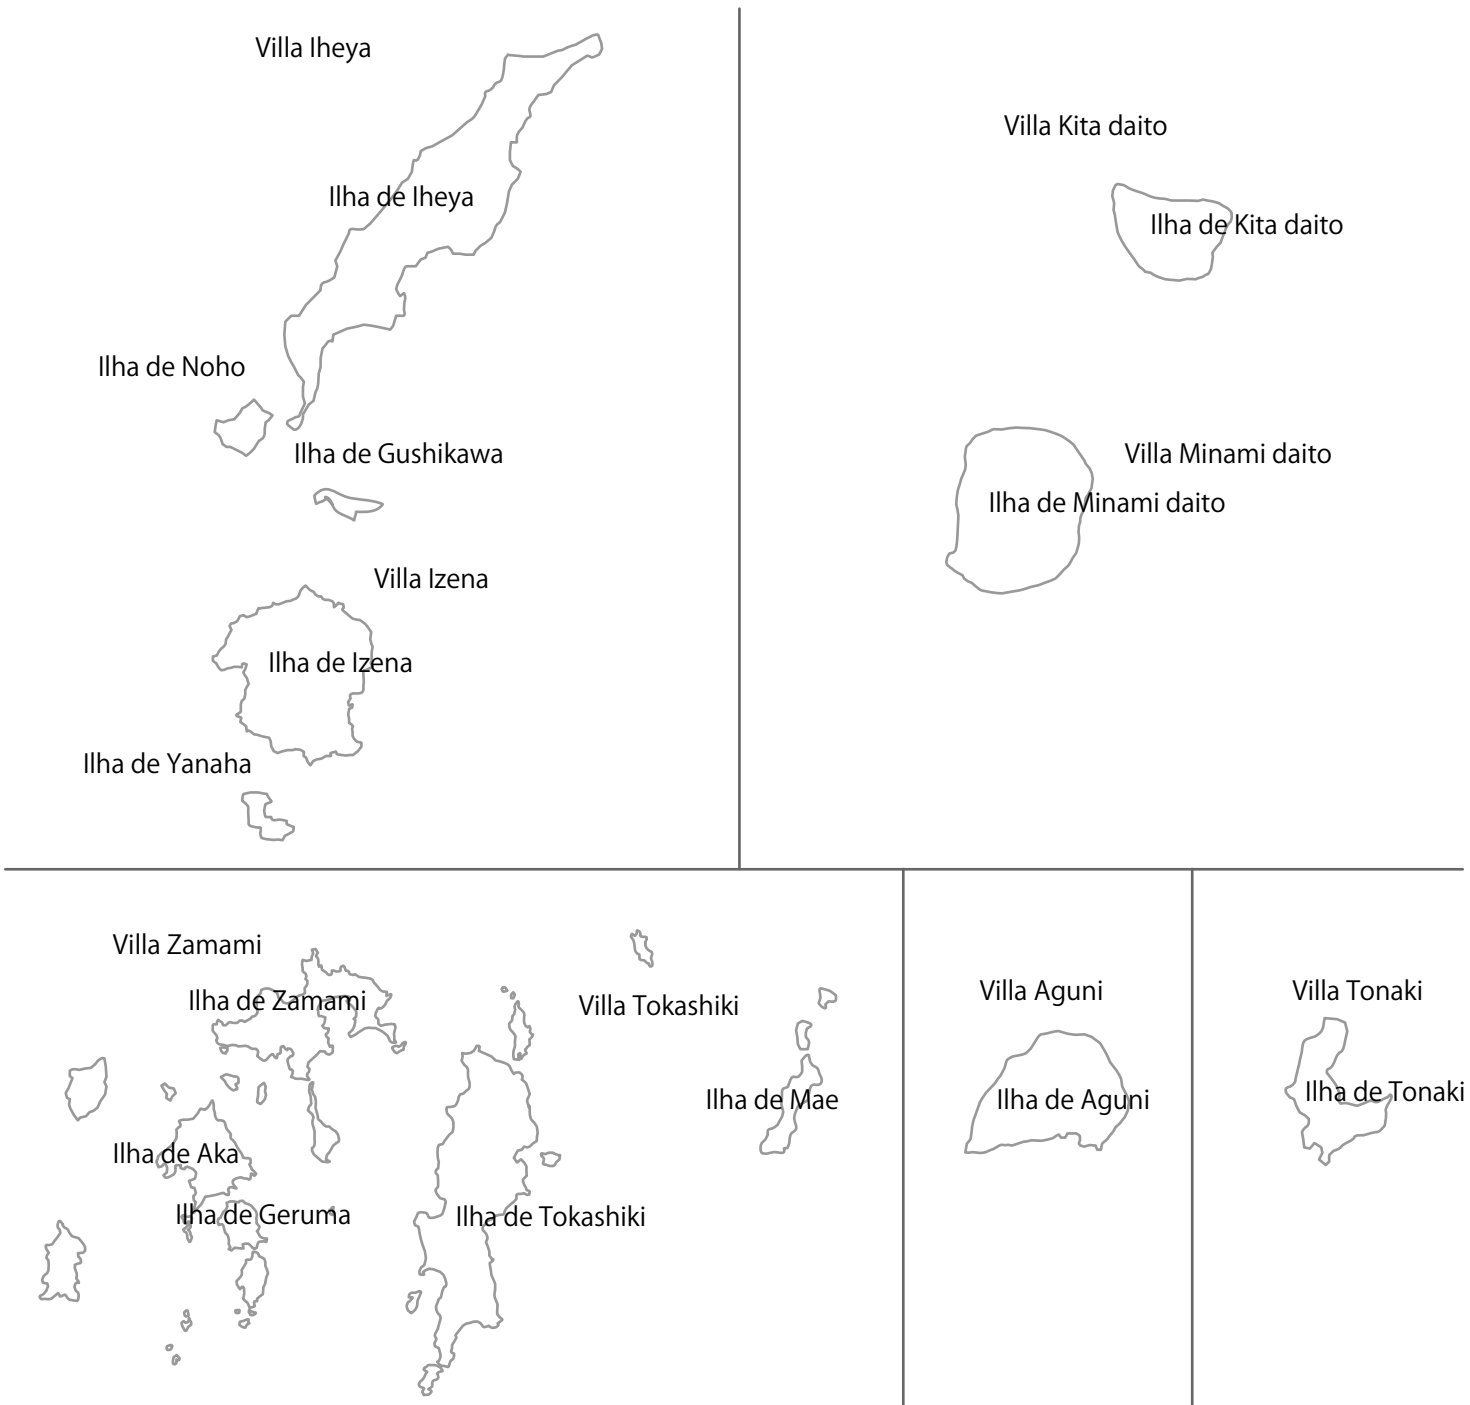 Villa Iheya
Ilha de Iheya
Ilha de Noho
Ilha de Gushikawa
Villa Izena
Ilha de Izena
Ilha de Yanaha
Villa Kita daito
Ilha de Kita daito
Villa Minami daito
Ilha de Minami daito
Villa Zamami
Ilha de Zamami
Villa Tokashiki
Ilha de Mae
Ilha de Aka
Ilha de Geruma
Ilha de Tokashiki
Villa Aguni
Ilha de Aguni
Villa Tonaki
Ilha de Tonaki